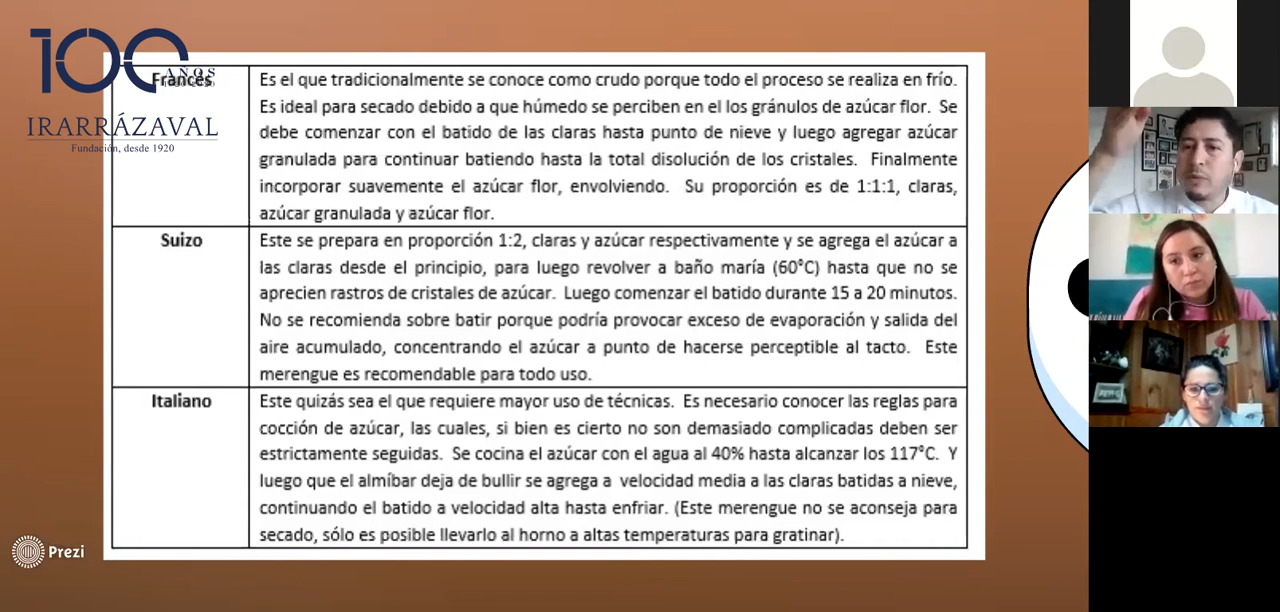 100
AÑOS
1920-2020
IRARRÁZAVAL
Fundación, desde 1920
Francés
Es el que tradicionalmente se conoce como crudo porque todo el proceso se realiza en frío.
Es ideal para secado debido a que húmedo se perciben en el los gránulos de azúcar flor. Se
debe comenzar con el batido de las claras hasta punto de nieve y luego agregar azúcar
granulada para continuar batiendo hasta la total disolución de los cristales. Finalmente
incorporar suavemente el azúcar flor, envolviendo. Su proporción es de 1:1:1, claras,
azúcar granulada y azúcar flor.
Suizo
Este se prepara en proporción 1:2, claras y azúcar respectivamente y se agrega el azúcar a
las claras desde el principio, para luego revolver a baño maría (60ºC) hasta que no se
aprecien rastros de cristales de azúcar. Luego comenzar el batido durante 15 a 20 minutos.
No se recomienda sobre batir porque podría provocar exceso de evaporación y salida del
aire acumulado, concentrando el azúcar a punto de hacerse perceptible al tacto. Este
merengue es recomendable para todo uso.
Italiano
Este quizás sea el que requiere mayor uso de técnicas. Es necesario conocer las reglas para
cocción de azúcar, las cuales, si bien es cierto no son demasiado complicadas deben ser
estrictamente seguidas. Se cocina el azúcar con el agua al 40% hasta alcanzar los 117ºC. Y
luego que el almíbar deja de bullir se agrega a velocidad media a las claras batidas a nieve,
continuando el batido a velocidad alta hasta enfriar. (Este merengue no se aconseja para
secado, sólo es posible llevarlo al horno a altas temperaturas para gratinar).
Prezi